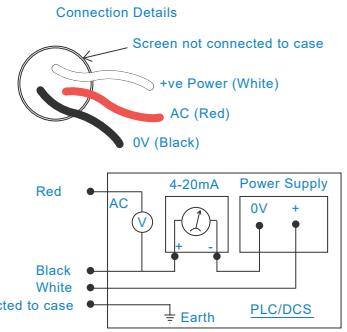 Connection Details
Screen not connected to case
+ve Power (White)
AC (Red)
0V (Black)
Red
AC
V
4-20mA
+ -
Power Supply
0V +
Black
White
cted to case
Earth
PLC/DCS